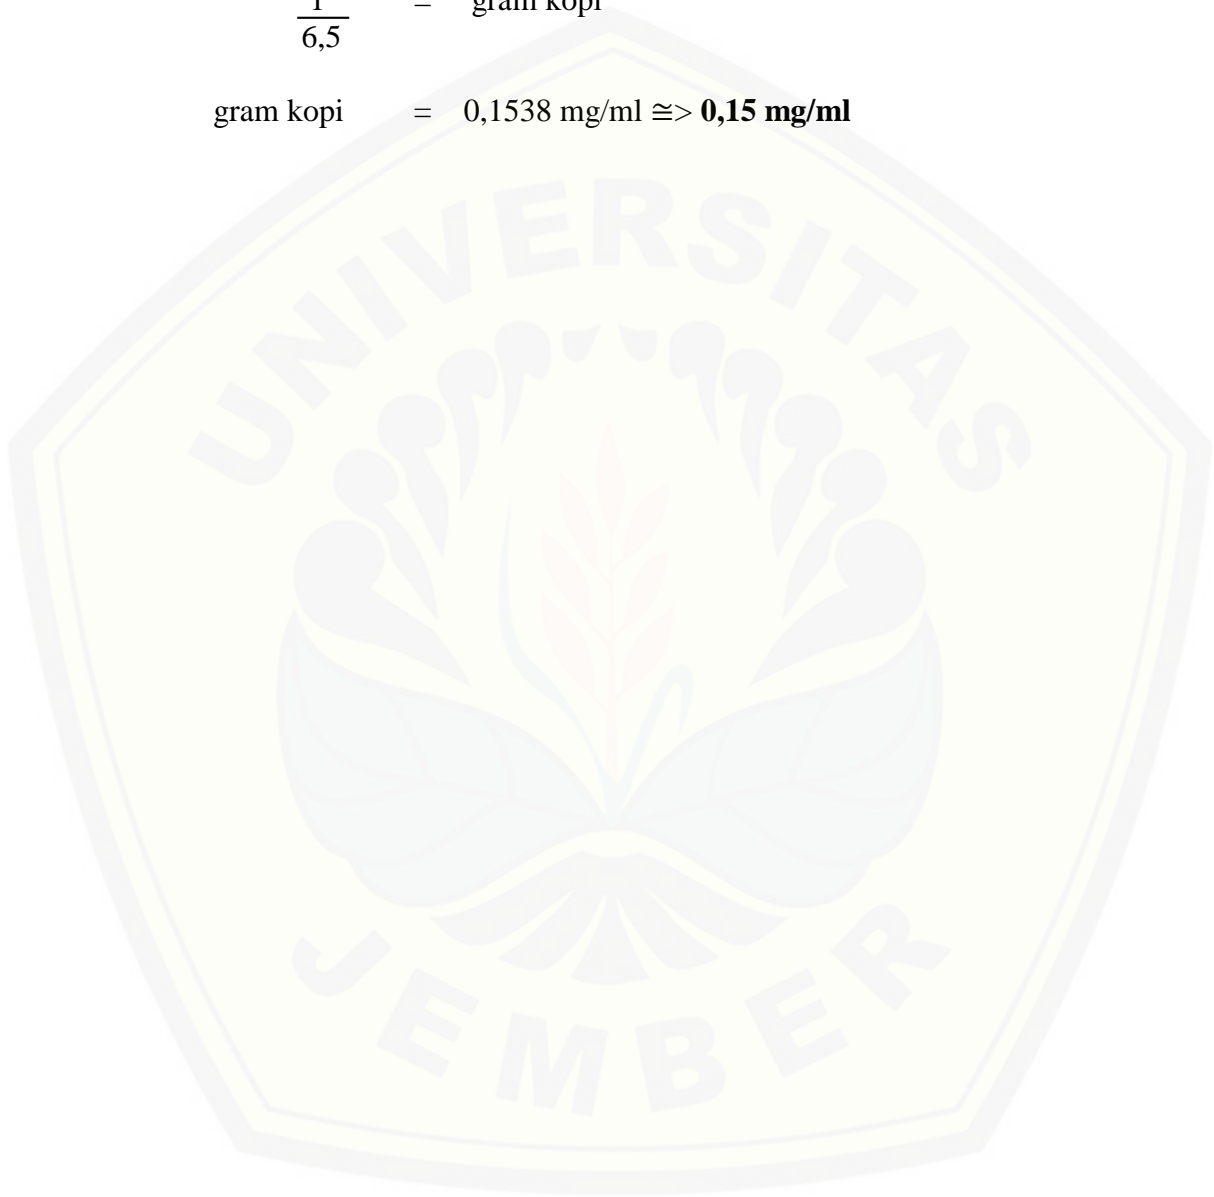 1
6,5 = gram kopi
gram kopi = 0,1538 mg/ml ≅> 0,15 mg/ml
UNIVERSITAS
JEMBER